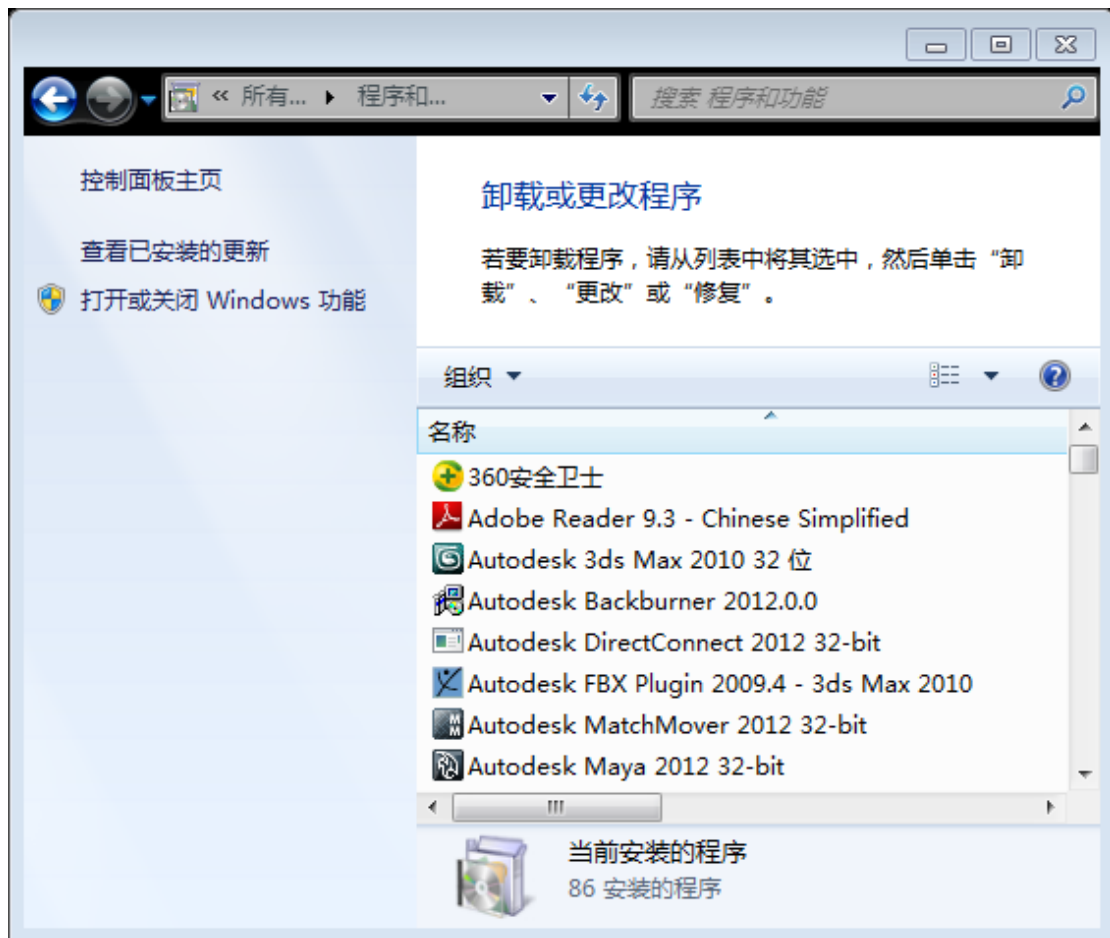 « 所有... 程序和...
搜索 程序和功能
控制面板主页
查看已安装的更新
打开或关闭 Windows 功能
卸载或更改程序
若要卸载程序，请从列表中将其选中，然后单击“卸
载”、“更改”或“修复”。
组织
名称
360安全卫士
Adobe Reader 9.3 - Chinese Simplified
Autodesk 3ds Max 2010 32 位
Autodesk Backburner 2012.0.0
Autodesk DirectConnect 2012 32-bit
Autodesk FBX Plugin 2009.4 - 3ds Max 2010
Autodesk MatchMover 2012 32-bit
Autodesk Maya 2012 32-bit
当前安装的程序
86 安装的程序